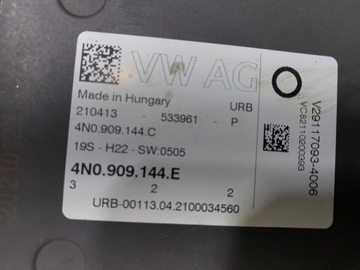 VW AG
Made in Hungary URB
210413 - 533961 - P
4N0.909.144.C
19S - H22 - SW:0505
4N0.909.144.E
3 2 2
URB-00113.04.2100034560
V29117093-4006
VC82110200393